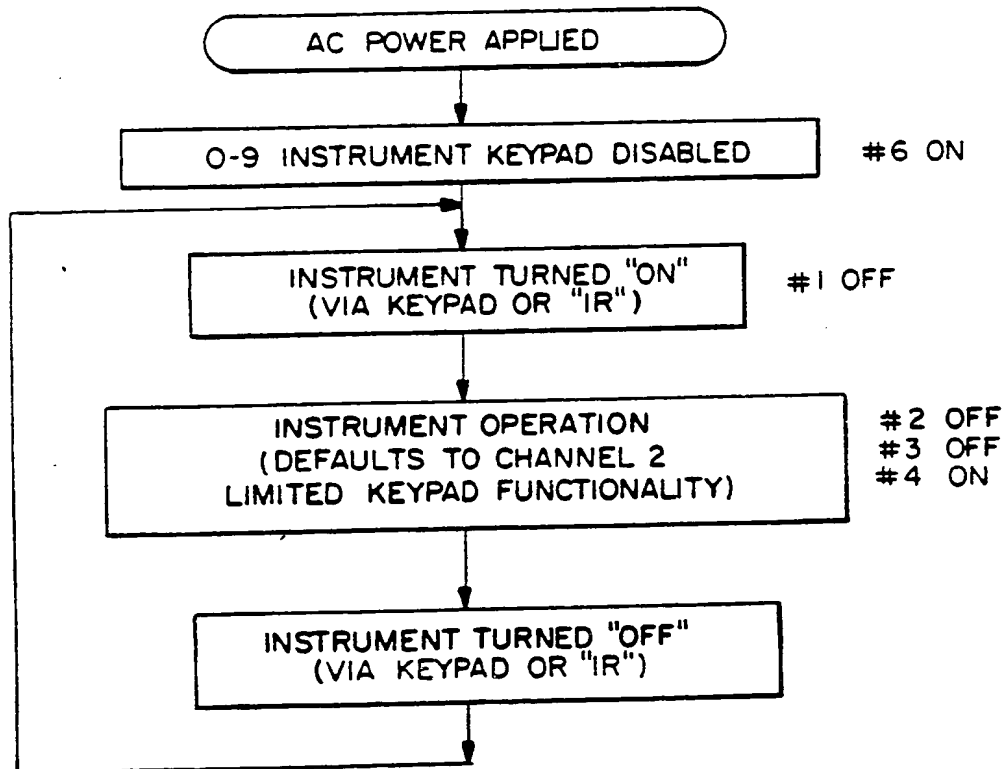 AC POWER APPLIED
0-9 INSTRUMENT KEYPAD DISABLED
#6 ON
INSTRUMENT TURNED "ON"
(VIA KEYPAD OR "IR")
#1 OFF
INSTRUMENT OPERATION
(DEFAULTS TO CHANNEL 2
LIMITED KEYPAD FUNCTIONALITY)
#2 OFF
#3 OFF
#4 ON
INSTRUMENT TURNED "OFF"
(VIA KEYPAD OR "IR")